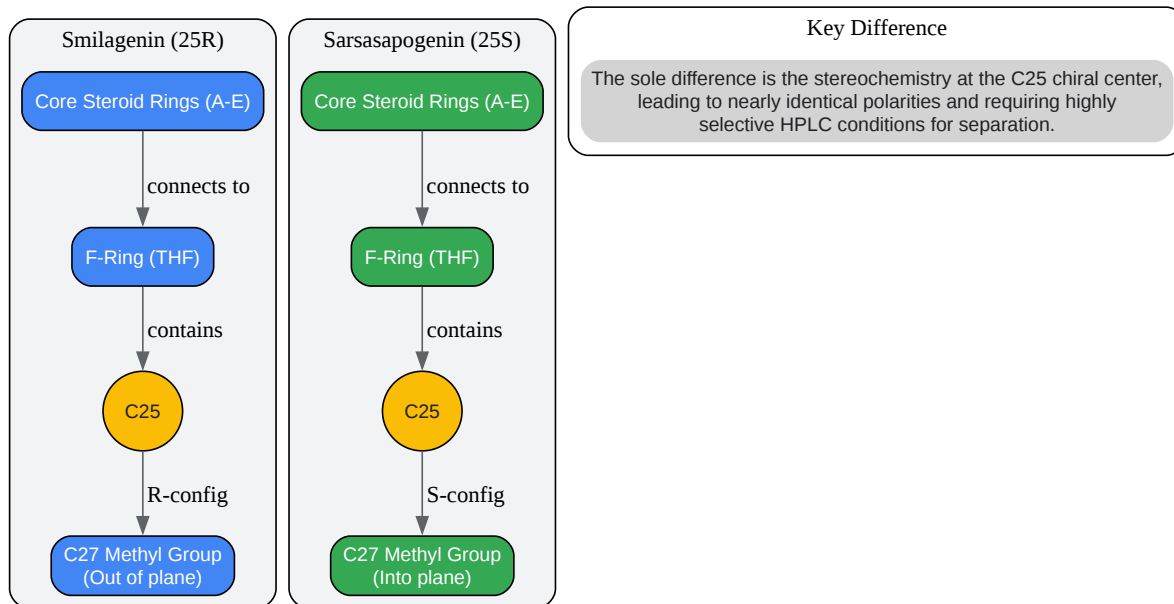 Smilagenin (25R)
Core Steroid Rings (A-E)
connects to
F-Ring (THF)
contains
C25
R-config
C27 Methyl Group
(Out of plane)
Sarsasapogenin (25S)
Core Steroid Rings (A-E)
connects to
F-Ring (THF)
contains
C25
S-config
C27 Methyl Group
(Into plane)
Key Difference
The sole difference is the stereochemistry at the C25 chiral center,
leading to nearly identical polarities and requiring highly
selective HPLC conditions for separation.